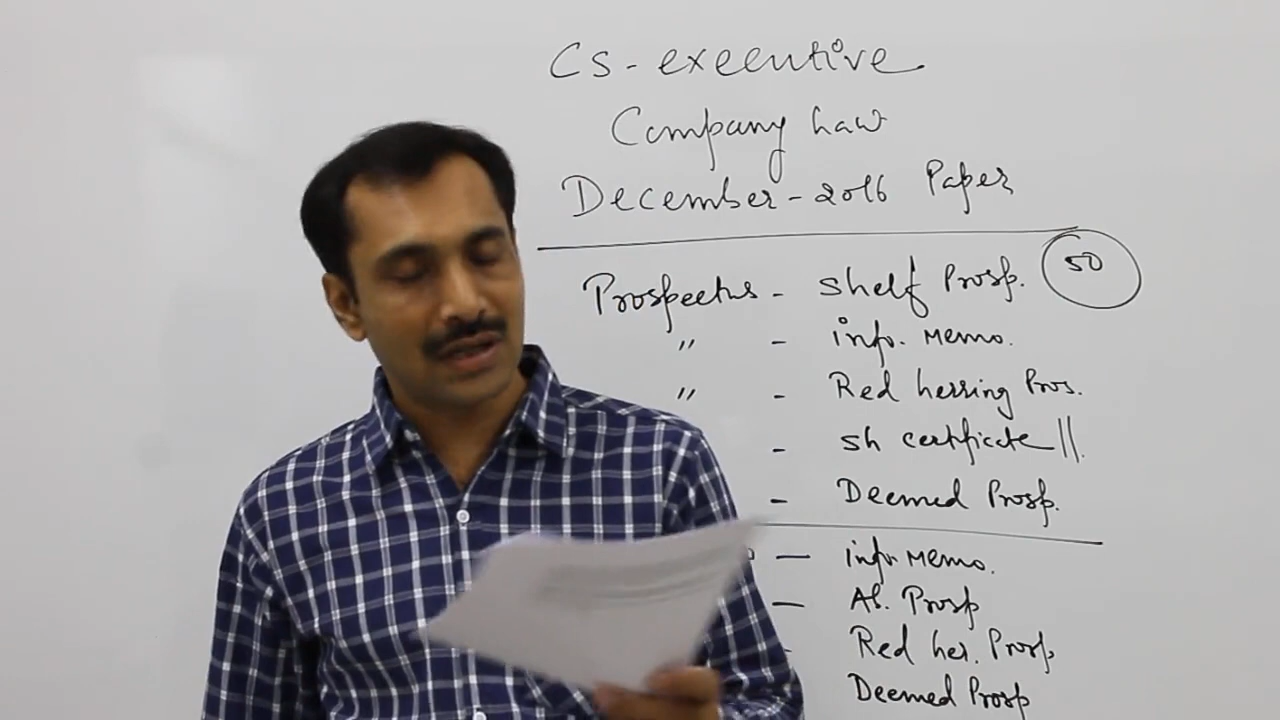 CS - executive
Company Law
December - 2016 Paper
Prospectus - Shelf Prosp. 50
" - info. Memo.
" - Red herring Pros.
- Sh certificate ||.
- Deemed Prosp.
— info Memo.
— Ab. Prosp
- Red her. Prosp
Deemed Prosp